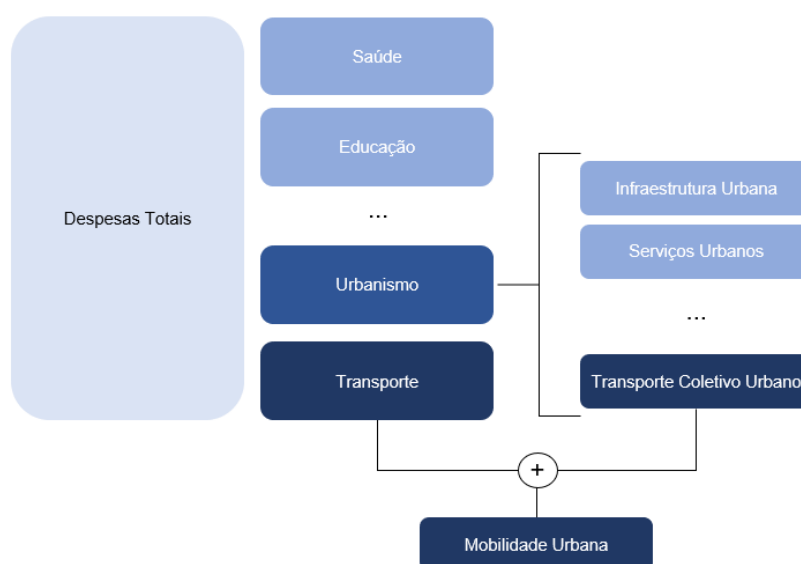 Saúde
Educação
...
Despesas Totais
Urbanismo
Transporte
Infraestrutura Urbana
Serviços Urbanos
...
Transporte Coletivo Urbano
+
Mobilidade Urbana